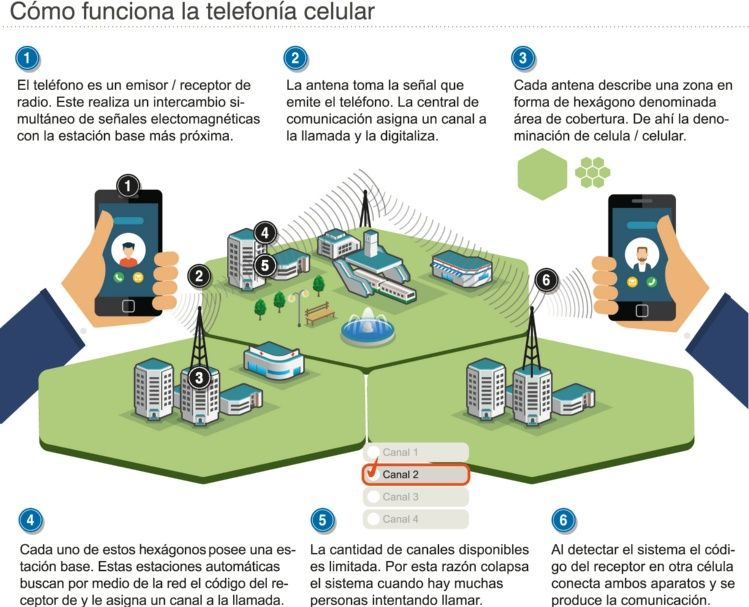 Cómo funciona la telefonía celular
1
El teléfono es un emisor / receptor de
radio. Este realiza un intercambio si-
multáneo de señales electomagnéticas
con la estación base más próxima.
2
La antena toma la señal que
emite el teléfono. La central de
comunicación asigna un canal a
la llamada y la digitaliza.
3
Cada antena describe una zona en
forma de hexágono denominada
área de cobertura. De ahí la deno-
minación de celula / celular.
1
2
3
4
5
6
Canal 1
Canal 2
Canal 3
Canal 4
4
Cada uno de estos hexágonos posee una es-
tación base. Estas estaciones automáticas
buscan por medio de la red el código del re-
ceptor de y le asigna un canal a la llamada.
5
La cantidad de canales disponibles
es limitada. Por esta razón colapsa
el sistema cuando hay muchas
personas intentando llamar.
6
Al detectar el sistema el códi-
go del receptor en otra célula
conecta ambos aparatos y se
produce la comunicación.